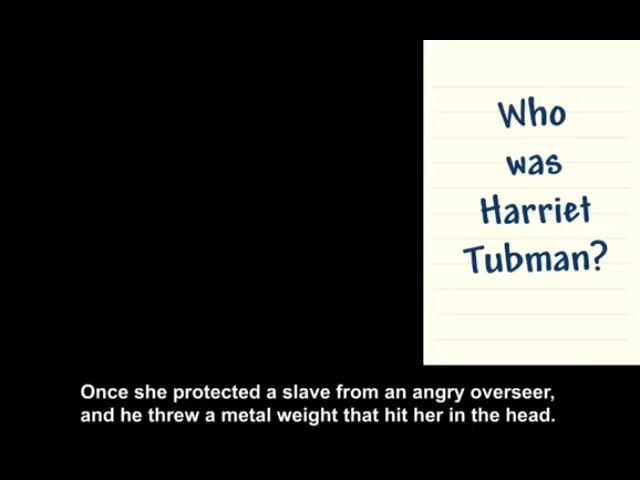 Who
was
Harriet
Tubman?
Once she protected a slave from an angry overseer,
and he threw a metal weight that hit her in the head.